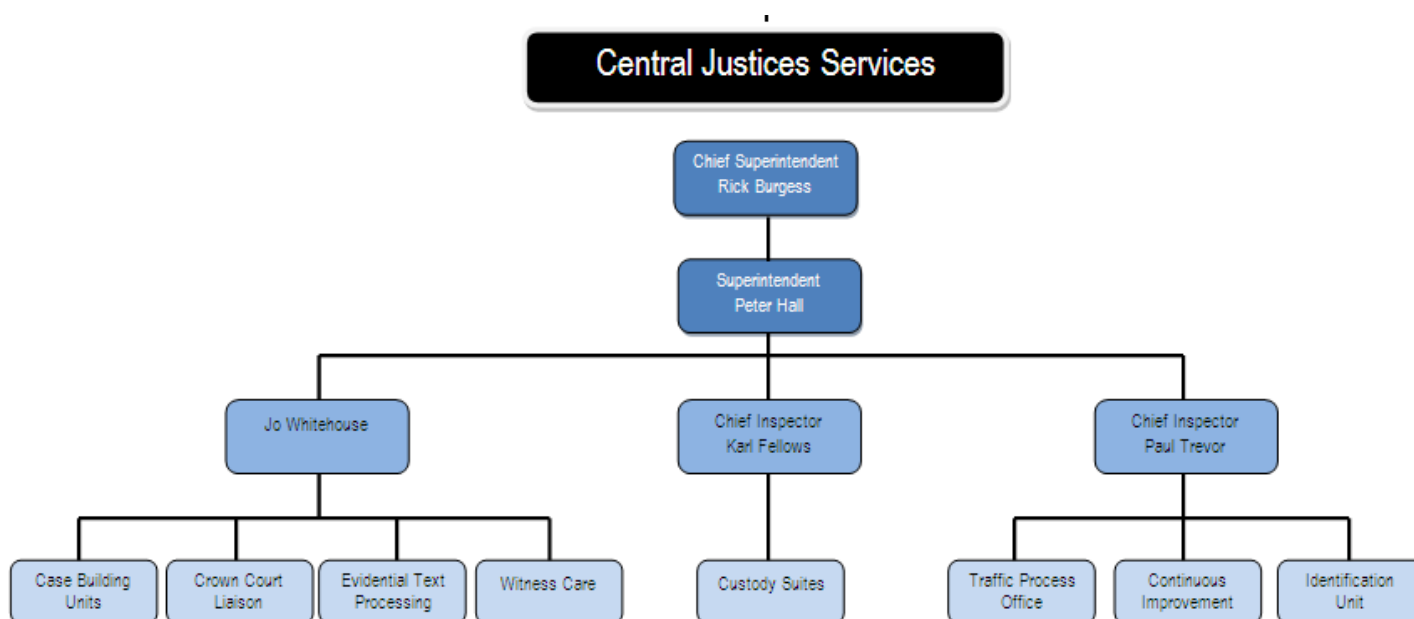 Central Justices Services
Chief Superintendent
Rick Burgess
Superintendent
Peter Hall
Jo Whitehouse
Chief Inspector
Karl Fellows
Chief Inspector
Paul Trevor
Case Building
Units
Crown Court
Liaison
Evidential Text
Processing
Witness Care
Custody Suites
Traffic Process
Office
Continuous
Improvement
Identification
Unit